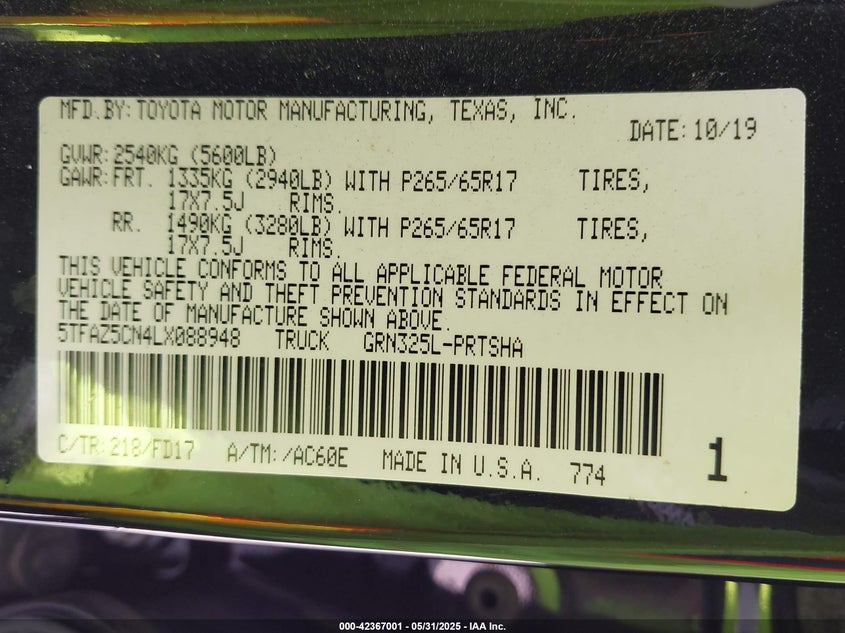 MFD.BY: TOYOTA MOTOR MANUFACTURING, TEXAS, INC.
DATE: 10/19
GVWR: 2540KG (5600LB)
GAWR: FRT. 1335KG (2940LB) WITH P265/65R17 TIRES,
17X7.5J RIMS.
RR. 1490KG (3280LB) WITH P265/65R17 TIRES,
17X7.5J RIMS.
THIS VEHICLE CONFORMS TO ALL APPLICABLE FEDERAL MOTOR
VEHICLE SAFETY AND THEFT PREVENTION STANDARDS IN EFFECT ON
THE DATE OF MANUFACTURE SHOWN ABOVE.
5TFAZ5CN4LX088948 TRUCK GRN325L-PRTSHA
C/TR: 218/FD17 A/TM: /AC60E MADE IN U.S.A. 774
1
000-42367001 - 05/31/2025 - IAA Inc.